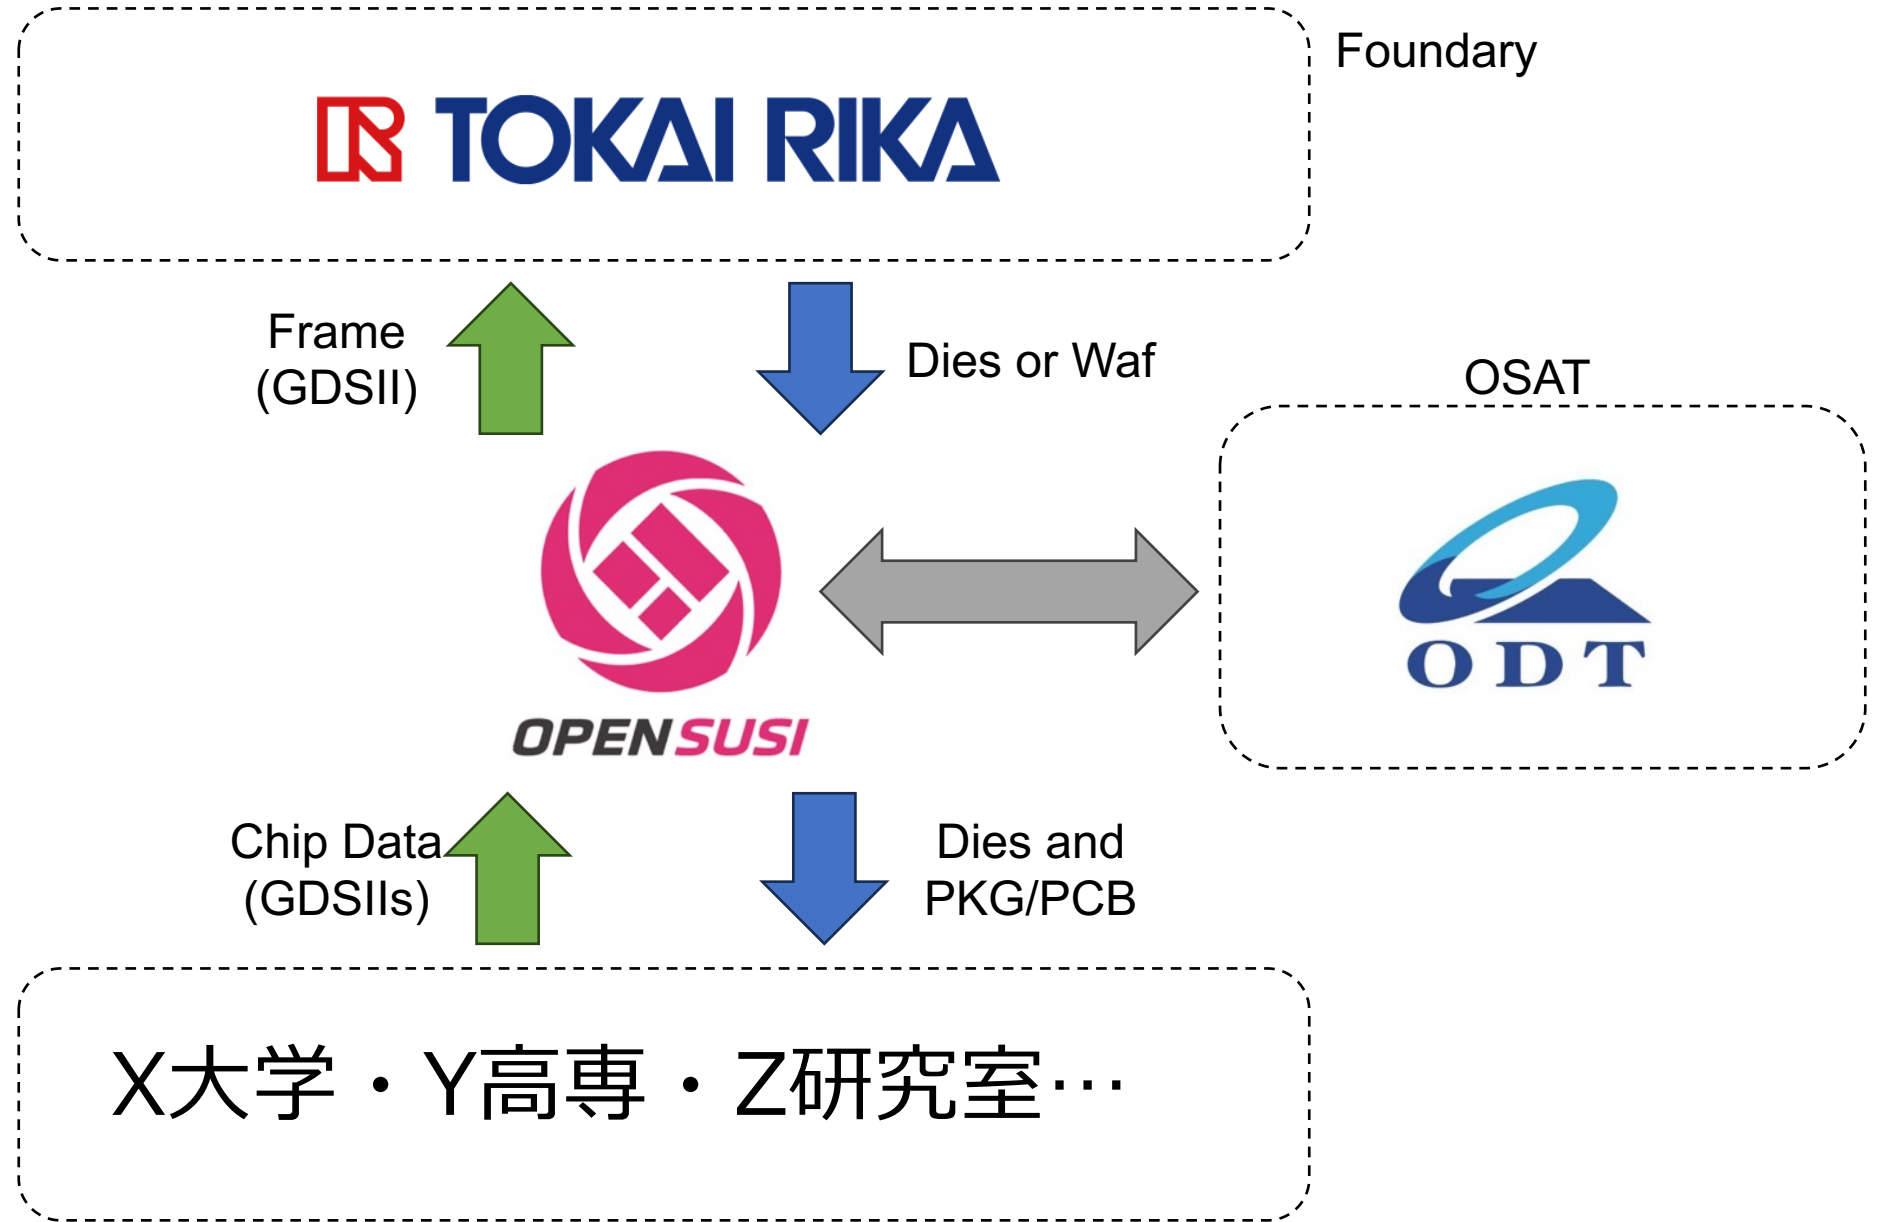 Foundary
TOKAI RIKA
Frame
(GDSII)
Dies or Waf
OSAT
ODT
OPENSUSI
Chip Data
(GDSIIs)
Dies and
PKG/PCB
X大学・Y高専・Z研究室…